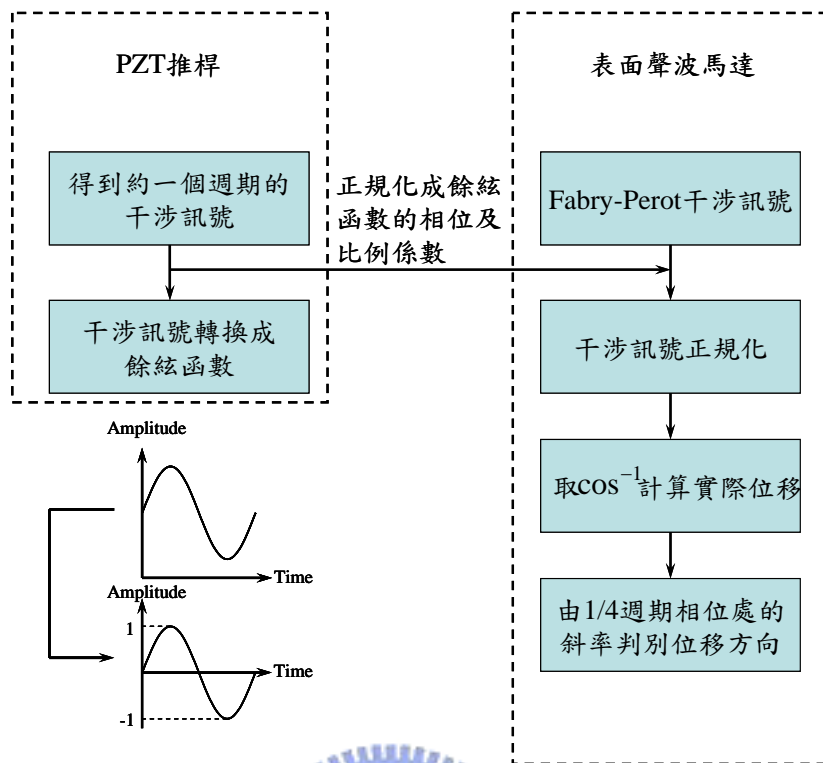 PZT推桿
得到約一個週期的
干涉訊號
干涉訊號轉換成
餘絃函數
正規化成餘絃
函數的相位及
比例係數
表面聲波馬達
Fabry-Perot干涉訊號
干涉訊號正規化
取cos⁻¹計算實際位移
由1/4週期相位處的
斜率判別位移方向
Amplitude
Time
Amplitude
1
Time
-1